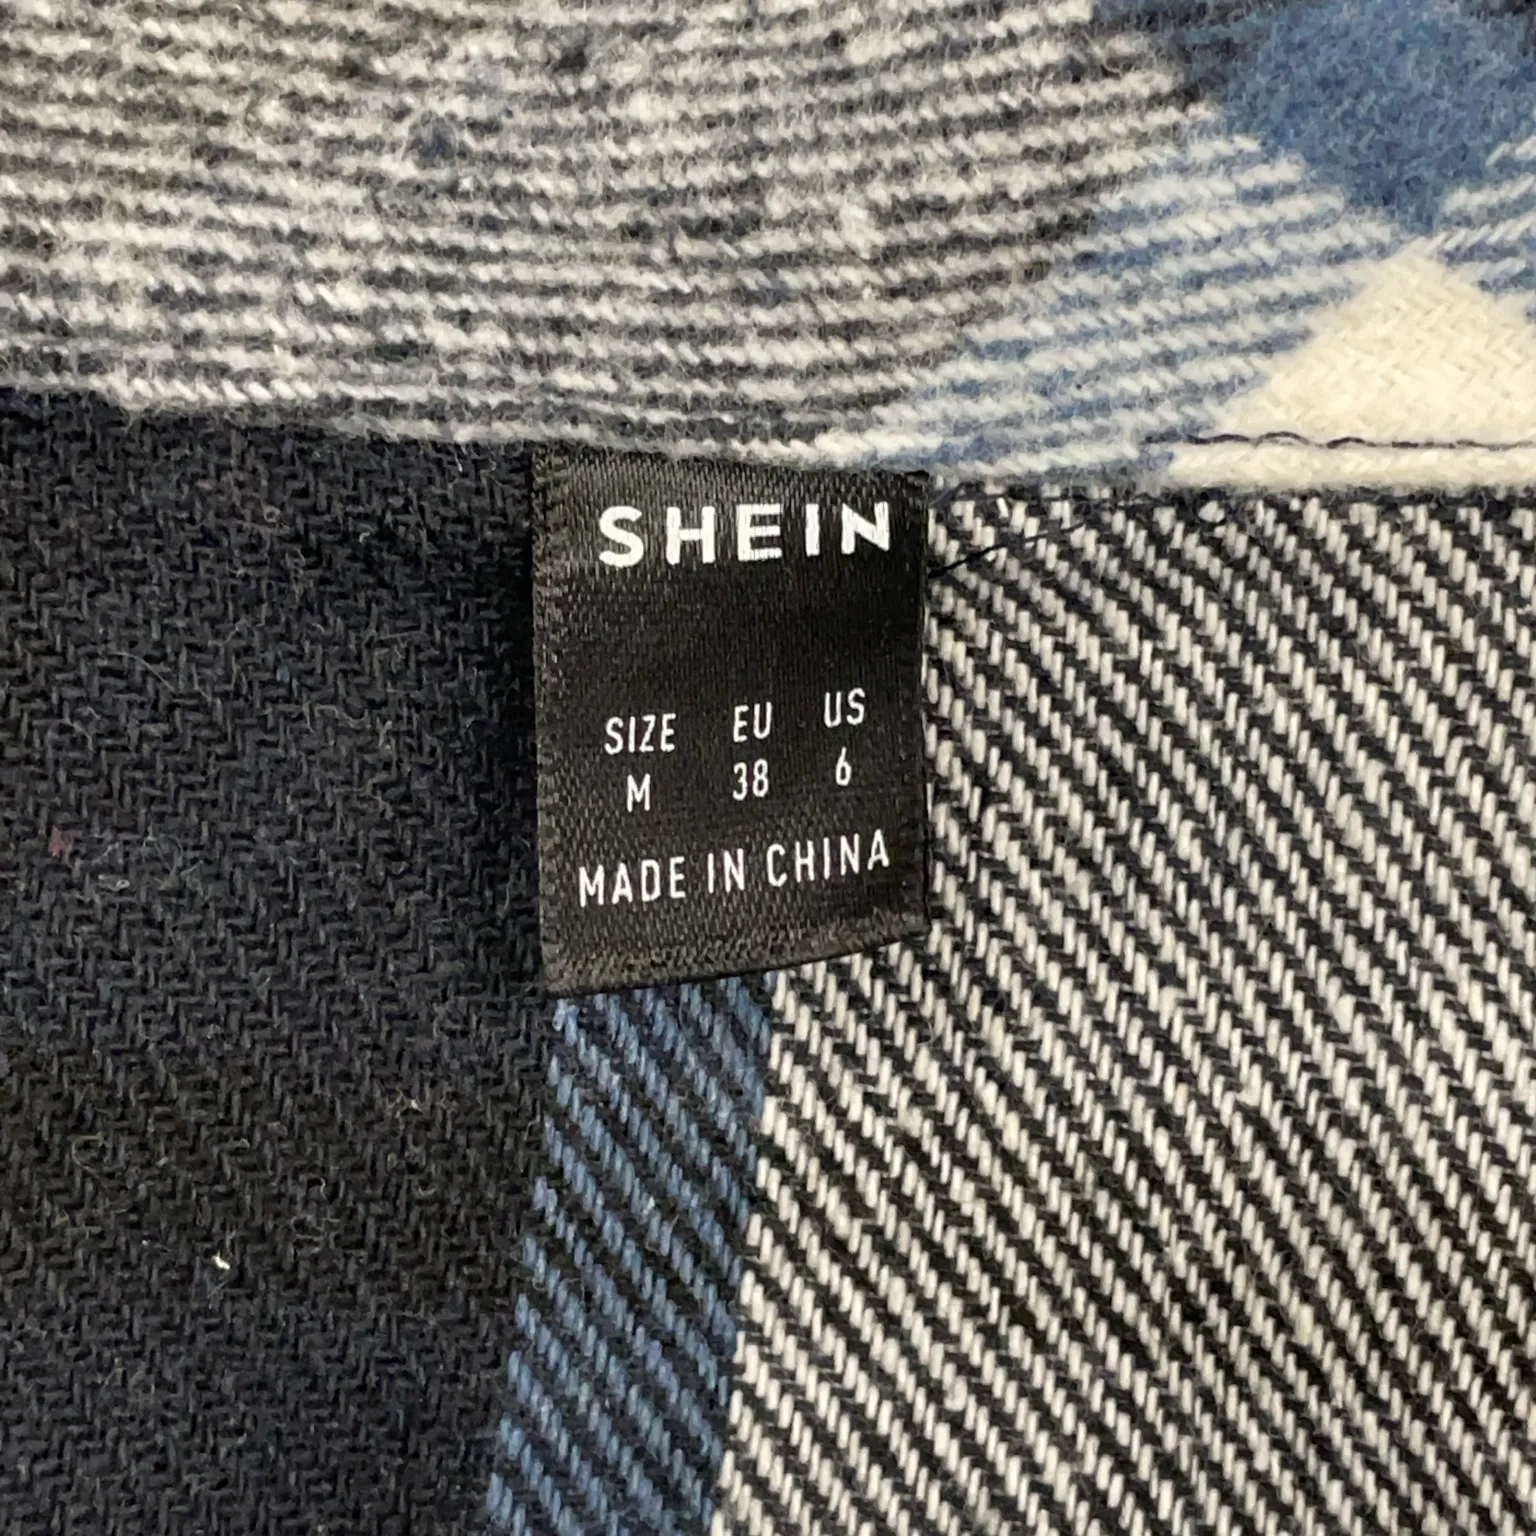 SHEIN
SIZE EU US
M 38 6
MADE IN CHINA